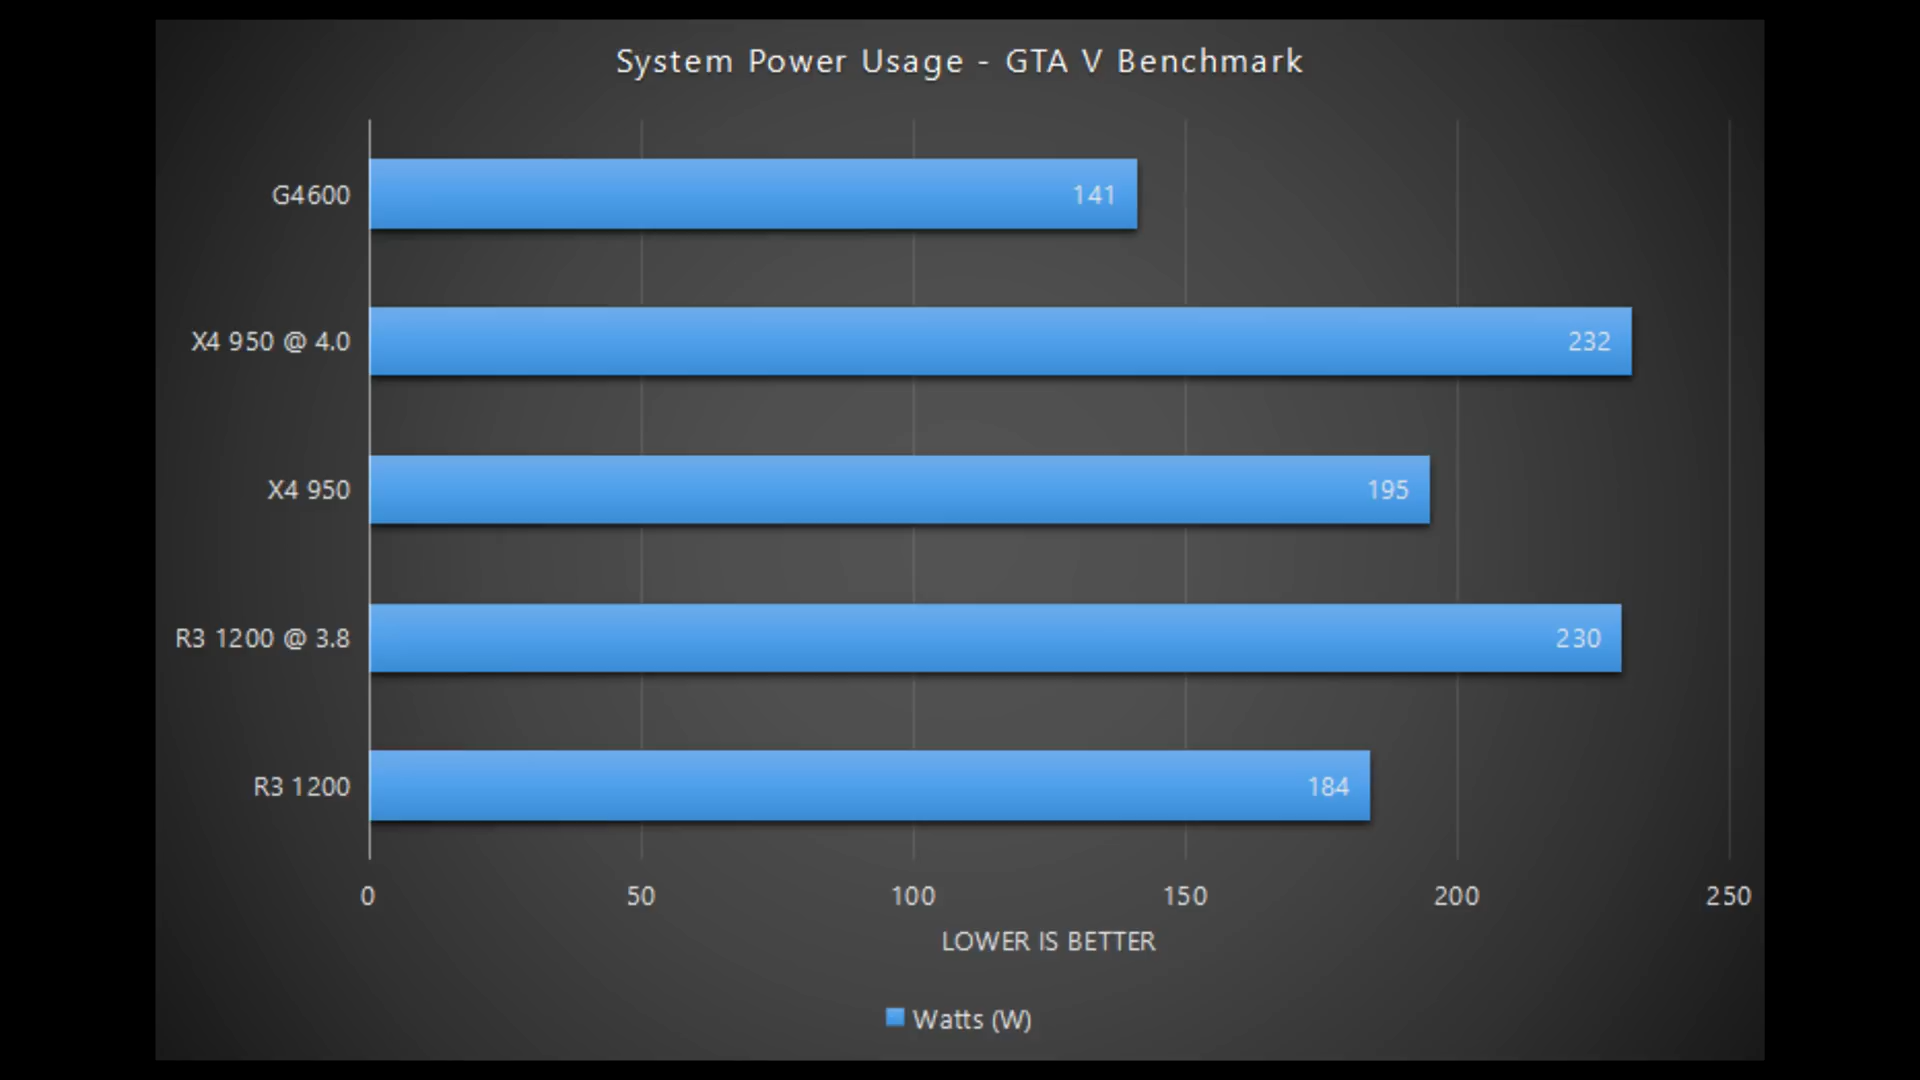 System Power Usage - GTA V Benchmark
G4600
141
X4 950 @ 4.0
232
X4 950
195
R3 1200 @ 3.8
230
R3 1200
184
0 50 100 150 200 250
LOWER IS BETTER
Watts (W)